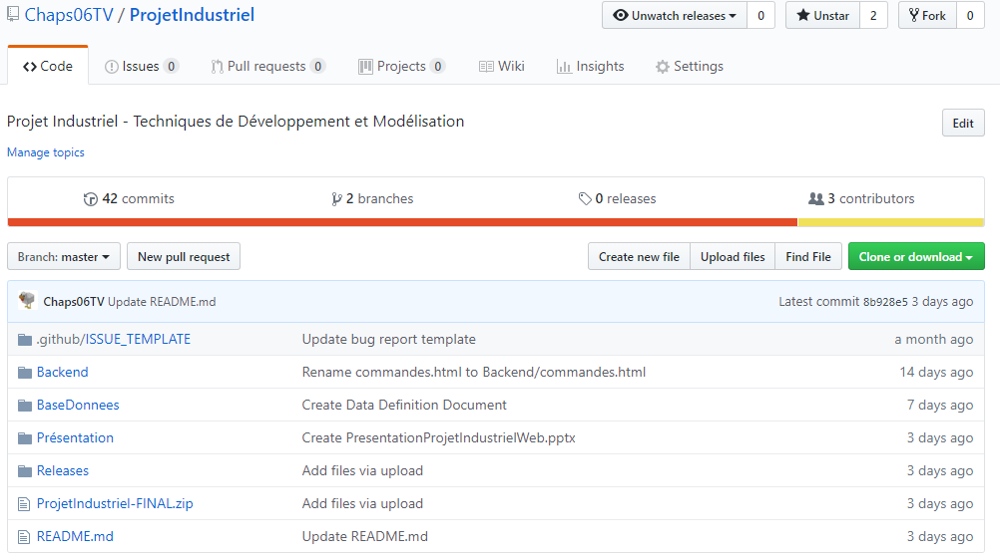 Chaps06TV / ProjetIndustriel
Unwatch releases 0
Unstar 2
Fork 0
Code
Issues 0
Pull requests 0
Projects 0
Wiki
Insights
Settings
Projet Industriel - Techniques de Développement et Modélisation
Edit
Manage topics
42 commits
2 branches
0 releases
3 contributors
Branch: master
New pull request
Create new file
Upload files
Find File
Clone or download
Chaps06TV Update README.md
Latest commit 8b928e5 3 days ago
.github/ISSUE_TEMPLATE Update bug report template a month ago
Backend Rename commandes.html to Backend/commandes.html 14 days ago
BaseDonnees Create Data Definition Document 7 days ago
Présentation Create PresentationProjetIndustrielWeb.pptx 3 days ago
Releases Add files via upload 3 days ago
ProjetIndustriel-FINAL.zip Add files via upload 3 days ago
README.md Update README.md 3 days ago